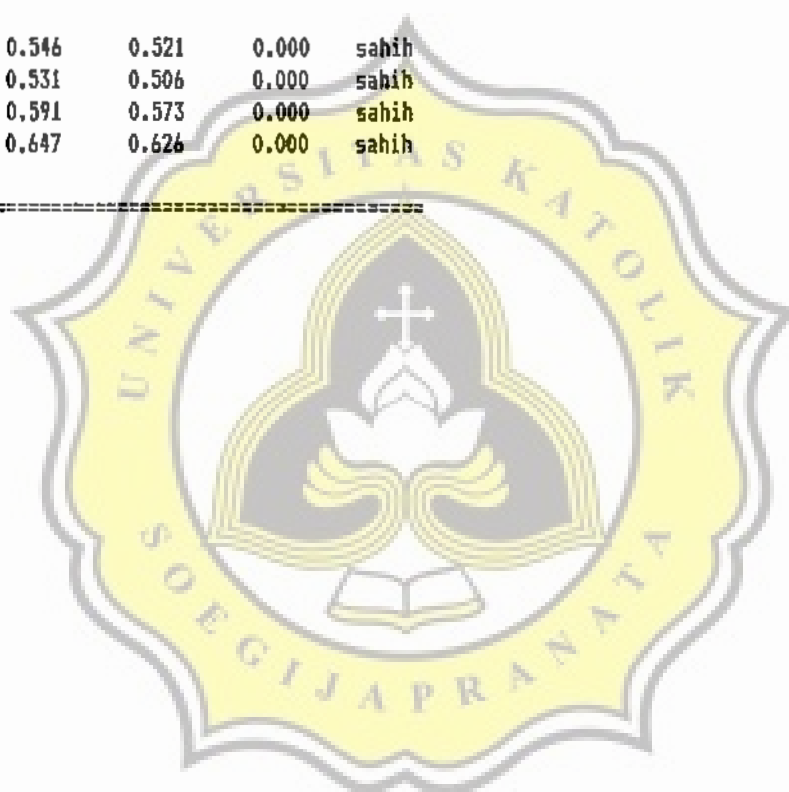 0.546 0.521 0.000 sahih
0.531 0.506 0.000 sahih
0.591 0.573 0.000 sahih
0.647 0.626 0.000 sahih
UNIVERSITAS KATOLIK
SOEGIJAPRANATA